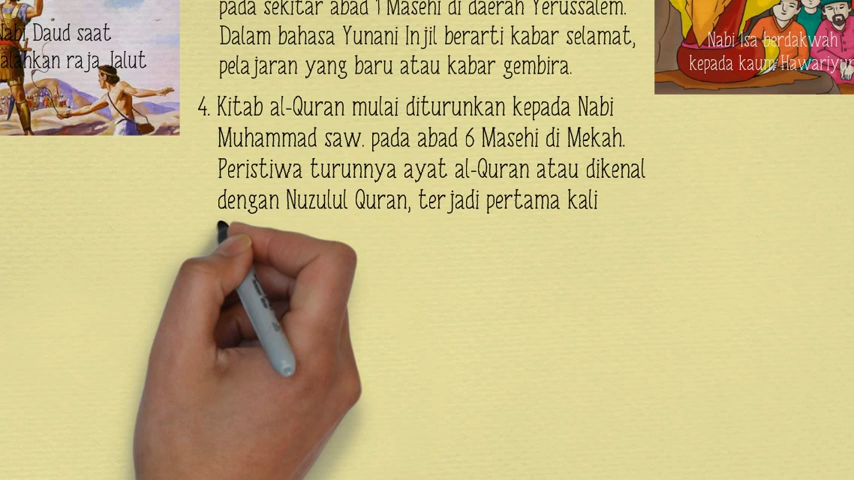 pada sekitar abad 1 Masehi di daerah Yerussalem.
Dalam bahasa Yunani Injil berarti kabar selamat,
pelajaran yang baru atau kabar gembira.
4. Kitab al-Quran mulai diturunkan kepada Nabi
Muhammad saw. pada abad 6 Masehi di Mekah.
Peristiwa turunnya ayat al-Quran atau dikenal
dengan Nuzulul Quran, terjadi pertama kali
Daud saat
raja Jalut
Nabi Isa berdakwah
kepada kaum Hawariyun